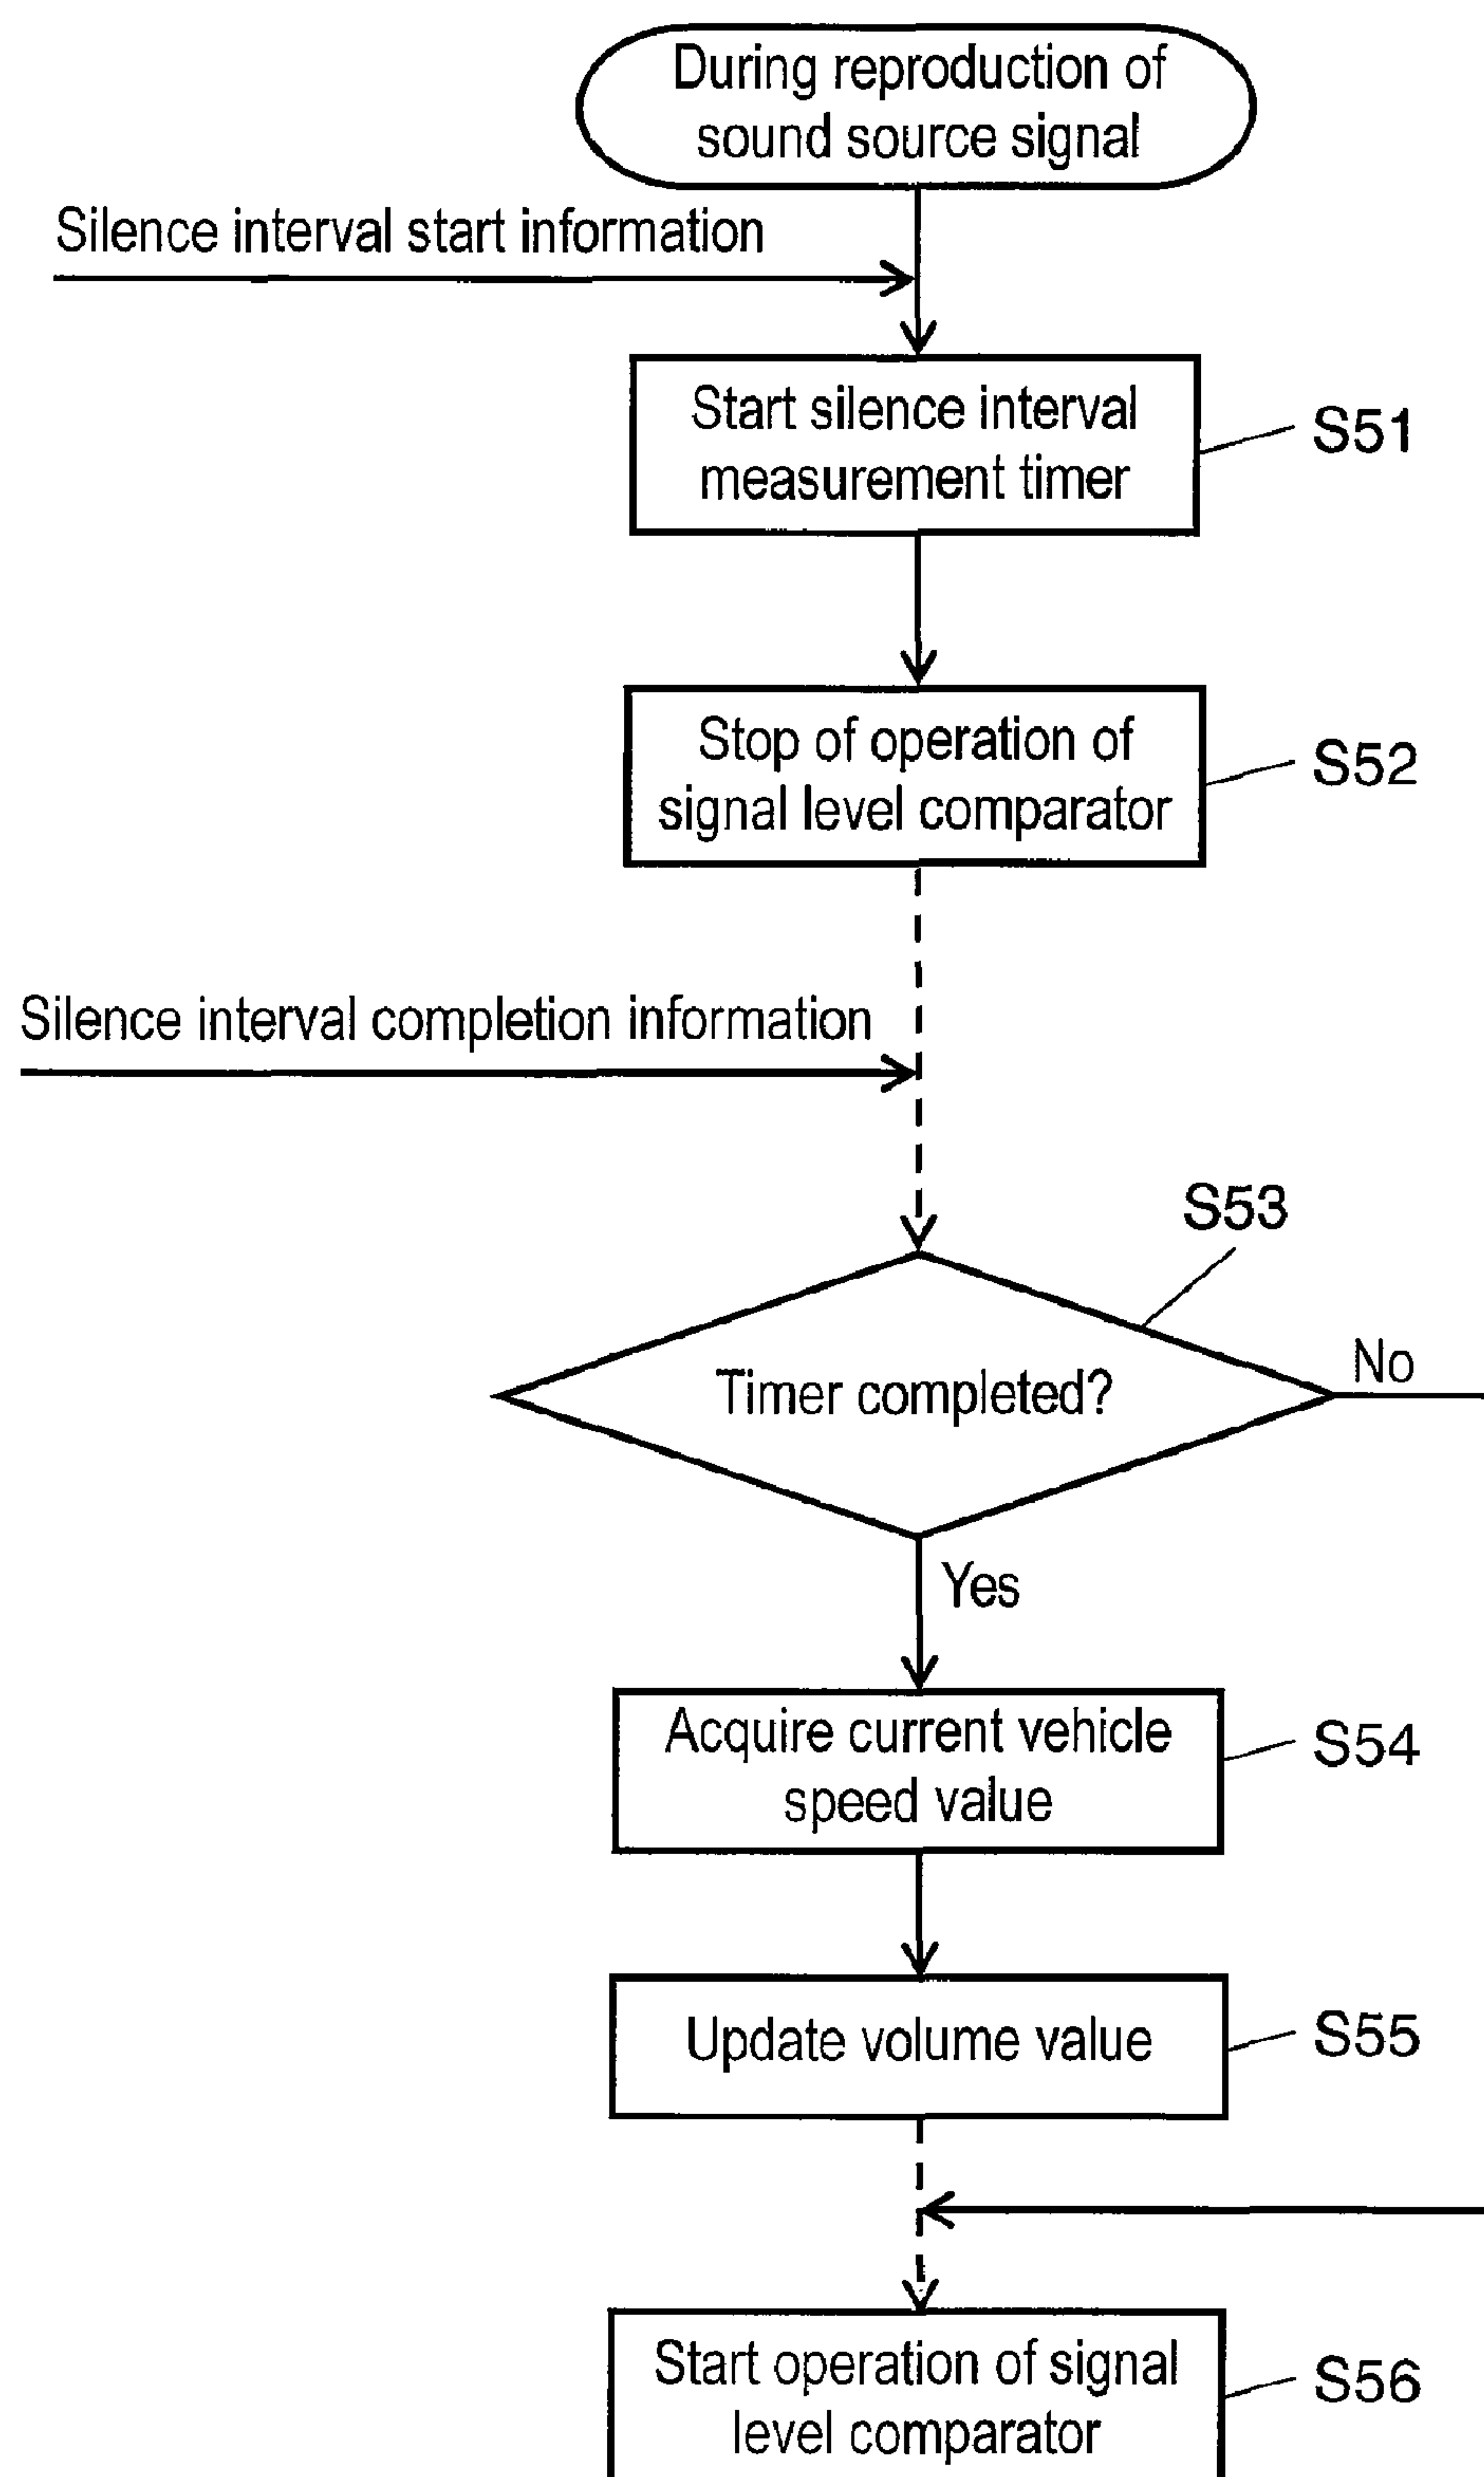 During reproduction of
sound source signal
Silence interval start information
Start silence interval
measurement timer
S51
Stop of operation of
signal level comparator
S52
Silence interval completion information
S53
Timer completed?
No
Yes
Acquire current vehicle
speed value
S54
Update volume value
S55
Start operation of signal
level comparator
S56